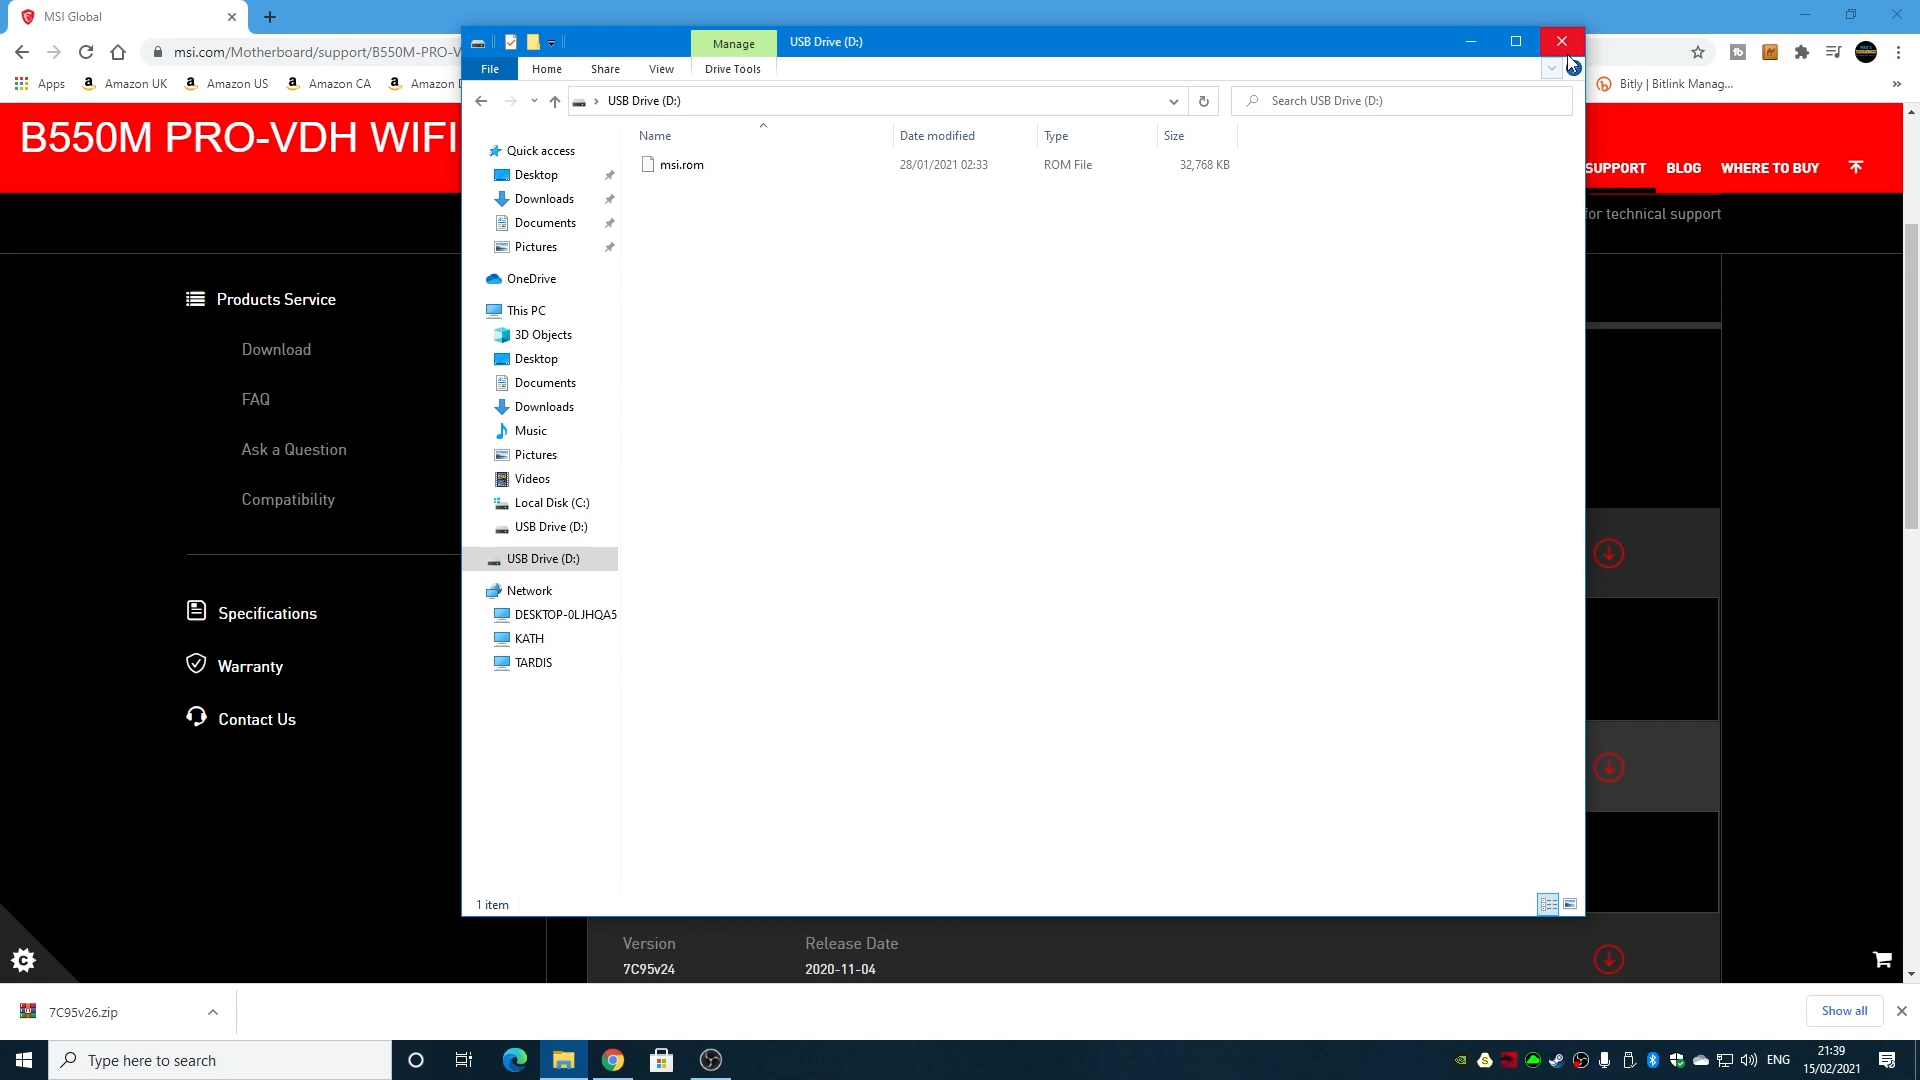 MSI Global
msi.com/Motherboard/support/B550M-PRO-V
Apps
Amazon UK
Amazon US
Amazon CA
Amazon
Bitly | Bitlink Manag...
Manage
USB Drive (D:)
File
Home
Share
View
Drive Tools
USB Drive (D:)
Search USB Drive (D:)
Name
Date modified
Type
Size
msi.rom
28/01/2021 02:33
ROM File
32,768 KB
Quick access
Desktop
Downloads
Documents
Pictures
OneDrive
This PC
3D Objects
Desktop
Documents
Downloads
Music
Pictures
Videos
Local Disk (C:)
USB Drive (D:)
USB Drive (D:)
Network
DESKTOP-0LJHQA5
KATH
TARDIS
1 item
B550M PRO-VDH WIFI
SUPPORT
BLOG
WHERE TO BUY
for technical support
Products Service
Download
FAQ
Ask a Question
Compatibility
Specifications
Warranty
Contact Us
Version
Release Date
7C95v24
2020-11-04
7C95v26.zip
Show all
Type here to search
ENG
21:39
15/02/2021